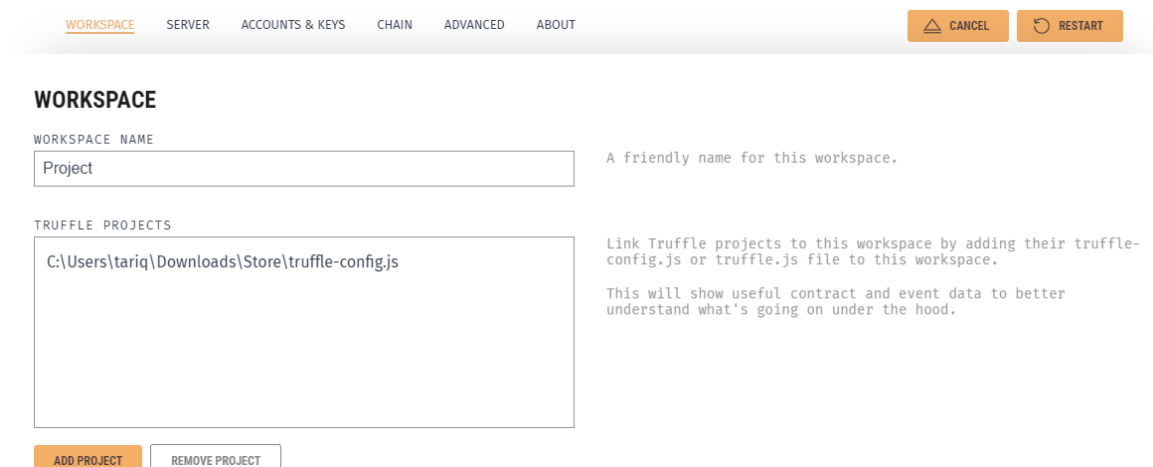 WORKSPACE SERVER ACCOUNTS & KEYS CHAIN ADVANCED ABOUT CANCEL RESTART
WORKSPACE
WORKSPACE NAME
Project
A friendly name for this workspace.
TRUFFLE PROJECTS
C:\Users\tariq\Downloads\Store\truffle-config.js
Link Truffle projects to this workspace by adding their truffle-
config.js or truffle.js file to this workspace.
This will show useful contract and event data to better
understand what's going on under the hood.
ADD PROJECT REMOVE PROJECT